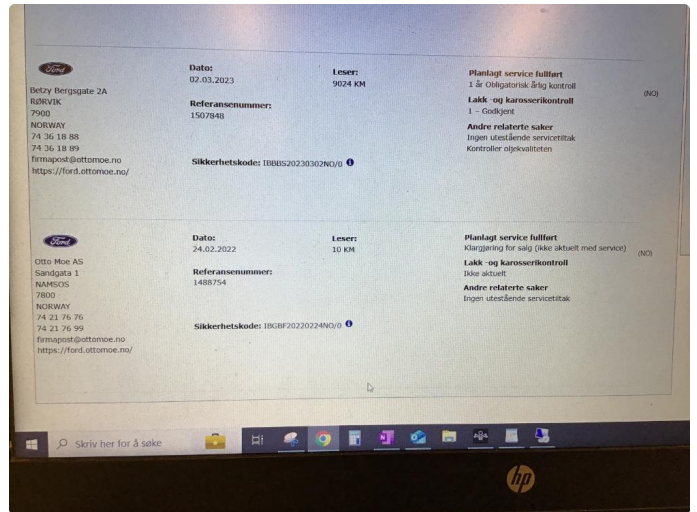 Ford
Betzy Bergsgate 2A
RØRVIK
7900
NORWAY
74 36 18 88
74 36 18 89
firmapost@ottomoe.no
https://ford.ottomoe.no/
Dato:
02.03.2023
Referansenummer:
1507848
Sikkerhetskode: IBBBS20230302NO/0
Leser:
9024 KM
Planlagt service fullført
1 år Obligatorisk årlig kontroll
Lakk -og karosserikontroll
1 - Godkjent
Andre relaterte saker
Ingen utestående servicetiltak
Kontroller oljekvaliteten
(NO)
Ford
Otto Moe AS
Sandgata 1
NAMSOS
7800
NORWAY
74 21 76 76
74 21 76 99
firmapost@ottomoe.no
https://ford.ottomoe.no/
Dato:
24.02.2022
Referansenummer:
1488754
Sikkerhetskode: IBGBF20220224NO/0
Leser:
10 KM
Planlagt service fullført
Klargjøring for salg (ikke aktuelt med service)
Lakk -og karosserikontroll
Ikke aktuelt
Andre relaterte saker
Ingen utestående servicetiltak
(NO)
Skriv her for å søke
hp